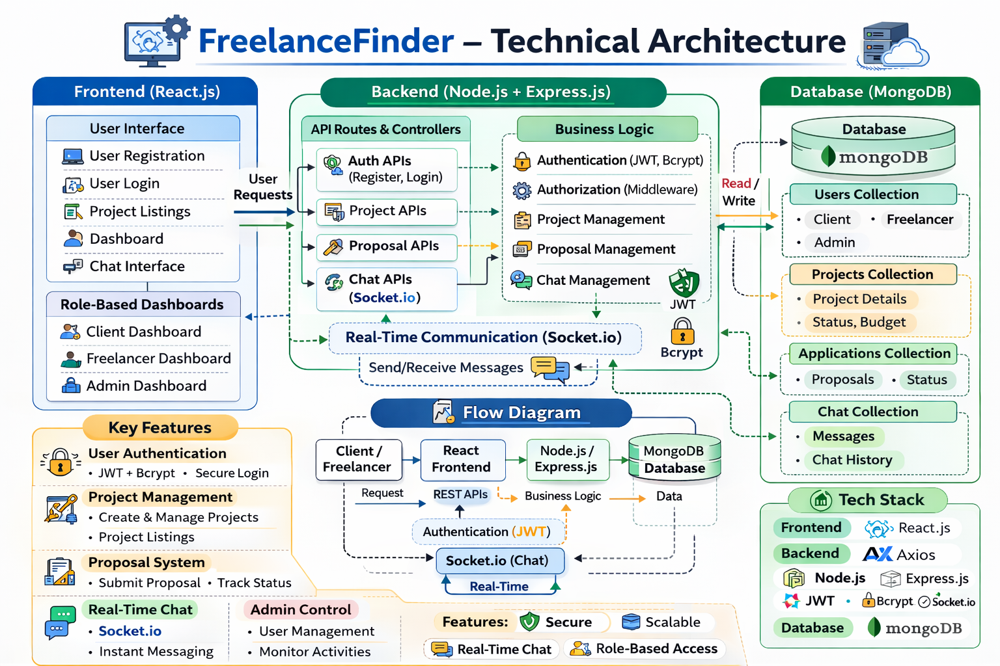 FreelanceFinder – Technical Architecture
Frontend (React.js)
User Interface
User Registration
User Login
Project Listings
Dashboard
Chat Interface
Role-Based Dashboards
Client Dashboard
Freelancer Dashboard
Admin Dashboard
User
Requests
Backend (Node.js + Express.js)
API Routes & Controllers
Auth APIs
(Register, Login)
Project APIs
Proposal APIs
Chat APIs
(Socket.io)
Business Logic
Authentication (JWT, Bcrypt)
Authorization (Middleware)
Project Management
Proposal Management
Chat Management
JWT
Bcrypt
Real-Time Communication (Socket.io)
Send/Receive Messages
Read /
Write
Database (MongoDB)
Database
mongoDB
Users Collection
• Client • Freelancer
• Admin
Projects Collection
• Project Details
• Status, Budget
Applications Collection
• Proposals • Status
Chat Collection
• Messages
• Chat History
Flow Diagram
Client /
Freelancer
React
Frontend
Node.js /
Express.js
MongoDB
Database
Request
REST APIs
Business Logic
Data
Authentication (JWT)
Socket.io (Chat)
Real-Time
Key Features
User Authentication
• JWT + Bcrypt • Secure Login
Project Management
• Create & Manage Projects
• Project Listings
Proposal System
• Submit Proposal • Track Status
Real-Time Chat
• Socket.io
• Instant Messaging
Admin Control
• User Management
• Monitor Activities
Features: Secure Scalable
Real-Time Chat Role-Based Access
Tech Stack
Frontend React.js
Backend AX Axios
Node.js Express.js
JWT • Bcrypt Socket.io
Database mongoDB